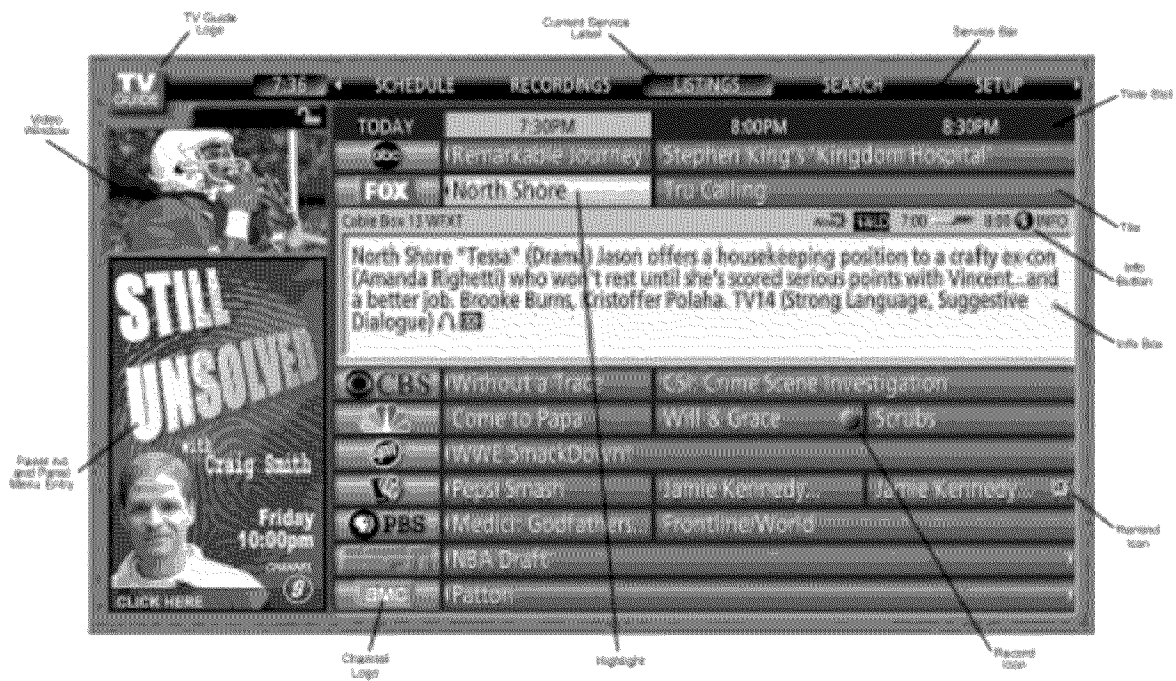 TV Guide
Logo
Current Service
Label
Service Bar
TV
GUIDE
7:36
SCHEDULE
RECORDINGS
LISTINGS
SEARCH
SETUP
Time Slot
Video
Window
TODAY
7:30PM
8:00PM
8:30PM
abc
Remarkable Journey
Stephen King's "Kingdom Hospital
FOX
North Shore
Tru Calling
Tile
Cable Box 13 WFXT
7:00
8:00
INFO
Info
Button
North Shore "Tessa" (Drama) Jason offers a housekeeping position to a crafty ex-con
(Amanda Righetti) who won't rest until she's scored serious points with Vincent...and
a better job. Brooke Burns, Kristoffer Polaha. TV14 (Strong Language, Suggestive
Dialogue)
Info Box
STILL
UNSOLVED
with
Craig Smith
Friday
10:00pm
CHANNEL
9
CLICK HERE
Panel Ad
and Panel
Menu Entry
CBS
Without a Trace
CSI: Crime Scene Investigation
Come to Papa
Will & Grace
Scrubs
WWE SmackDown!
Pepsi Smash
Jamie Kennedy...
Jamie Kennedy...
PBS
Medici: Godfathers...
Frontline/World
NBA Draft
AMC
Patton
Remind
Icon
Channel
Logo
Highlight
Record
Icon